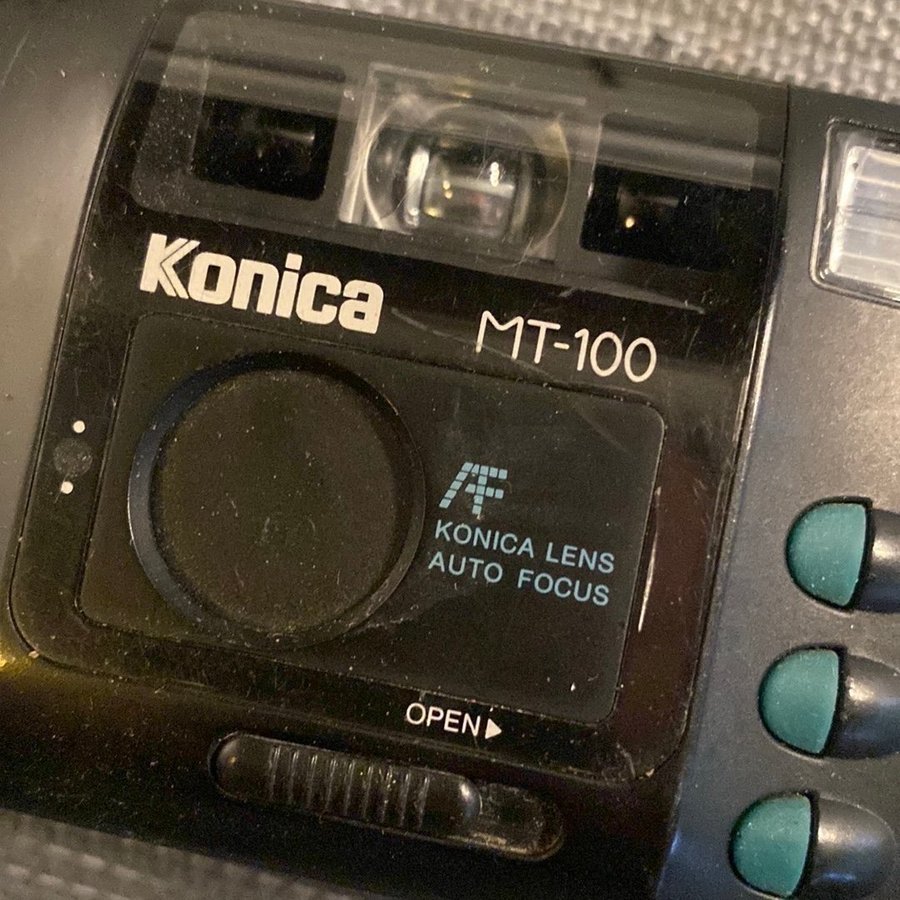 Konica
MT-100
AF
KONICA LENS
AUTO FOCUS
OPEN▶